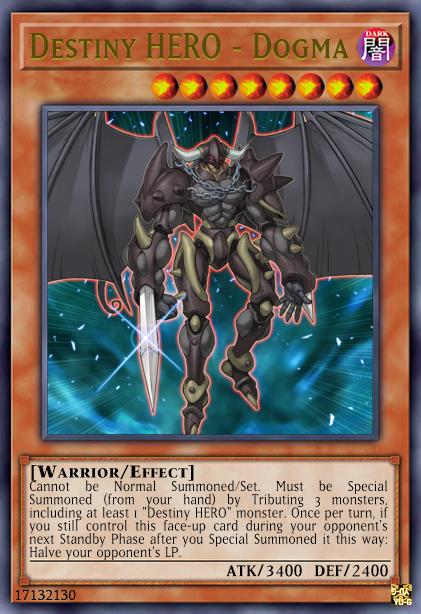 Destiny HERO - Dogma
DARK
闇
[Warrior/Effect]
Cannot be Normal Summoned/Set. Must be Special
Summoned (from your hand) by Tributing 3 monsters,
including at least 1 "Destiny HERO" monster. Once per turn, if
you still control this face-up card during your opponent's
next Standby Phase after you Special Summoned it this way:
Halve your opponent's LP.
ATK/3400 DEF/2400
17132130